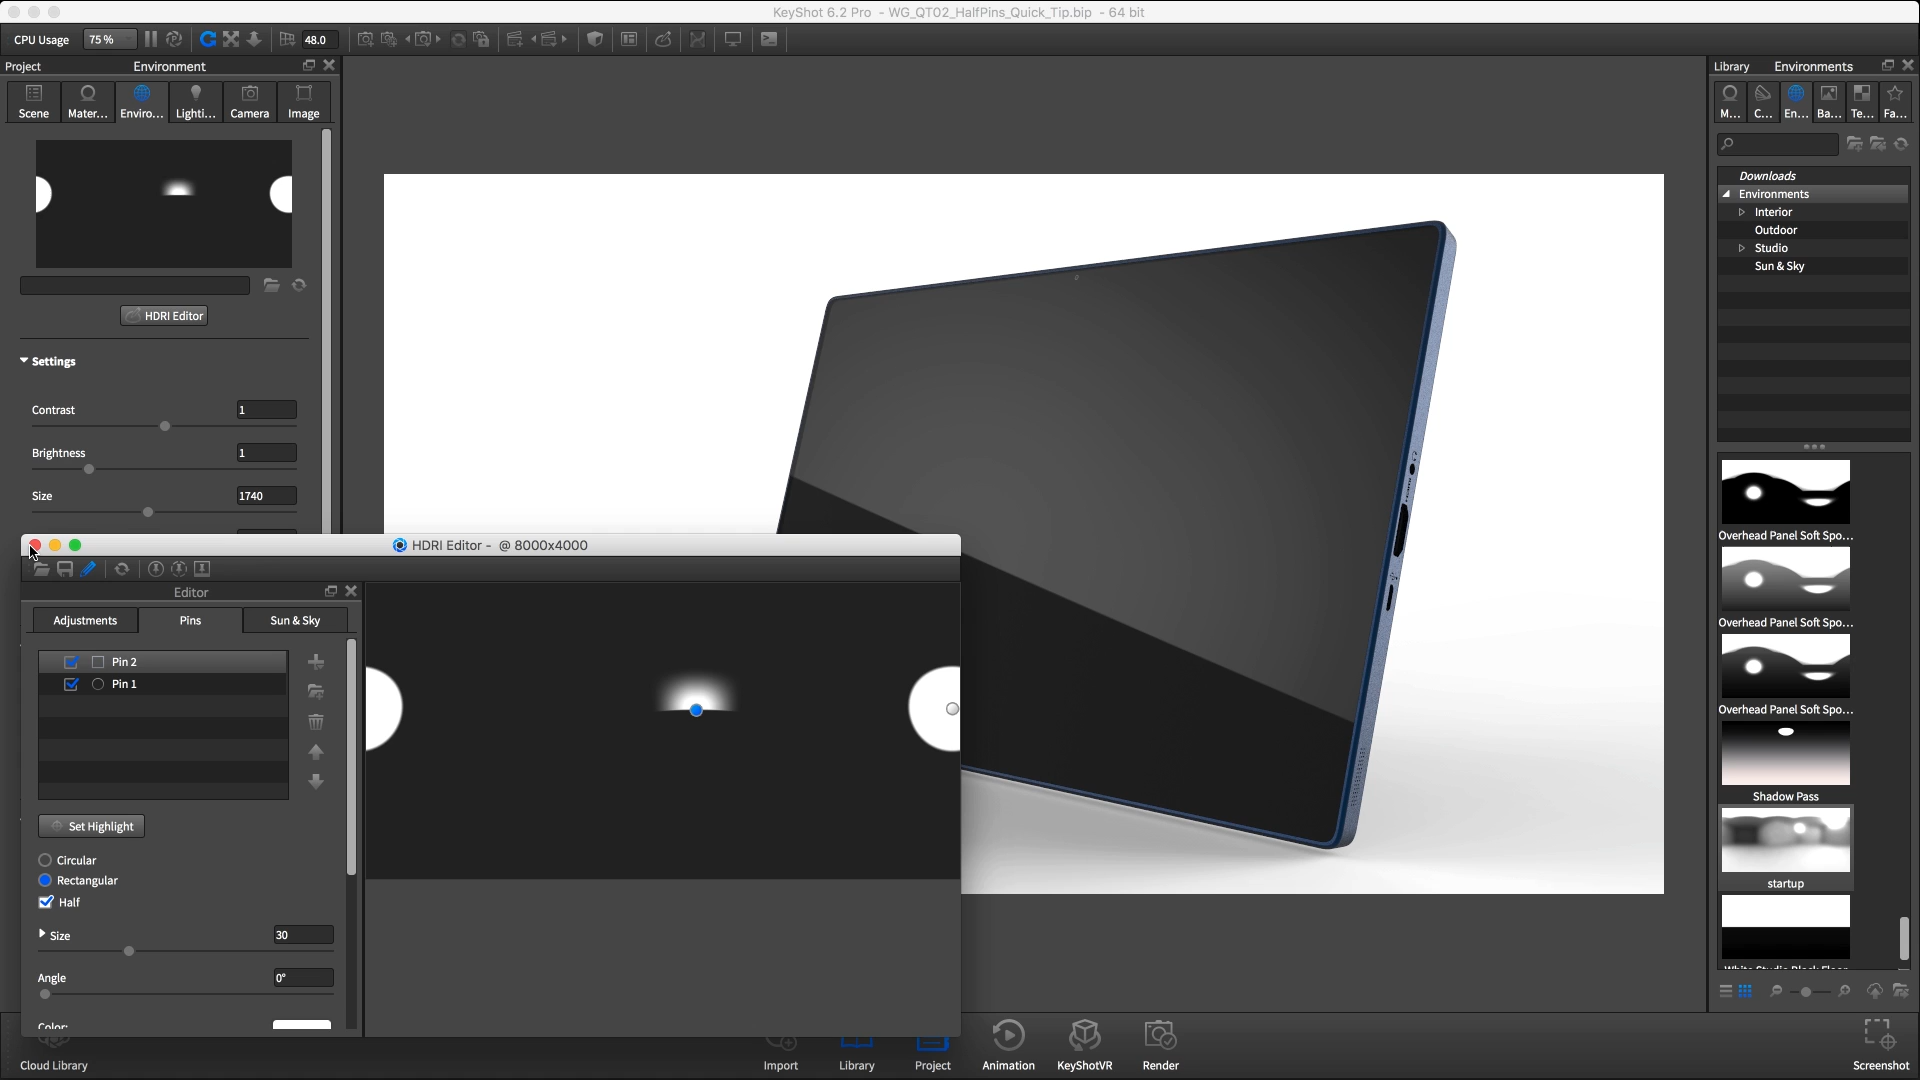 KeyShot 6.2 Pro - WG_QT02_HalfPins_Quick_Tip.bip - 64 bit
CPU Usage 75 % 48.0
Project Environment
Scene Mater... Enviro... Lighti... Camera Image
HDRI Editor
Settings
Contrast 1
Brightness 1
Size 1740
HDRI Editor - @ 8000x4000
Editor
Adjustments Pins Sun & Sky
Pin 2
Pin 1
Set Highlight
Circular
Rectangular
Half
Size 30
Angle 0°
Color:
Cloud Library
Import Library Project Animation KeyShotVR Render Screenshot
Library Environments
M... C... En... Ba... Te... Fa...
Downloads
Environments
Interior
Outdoor
Studio
Sun & Sky
Overhead Panel Soft Spo...
Overhead Panel Soft Spo...
Overhead Panel Soft Spo...
Shadow Pass
startup
White Studio Black Floor